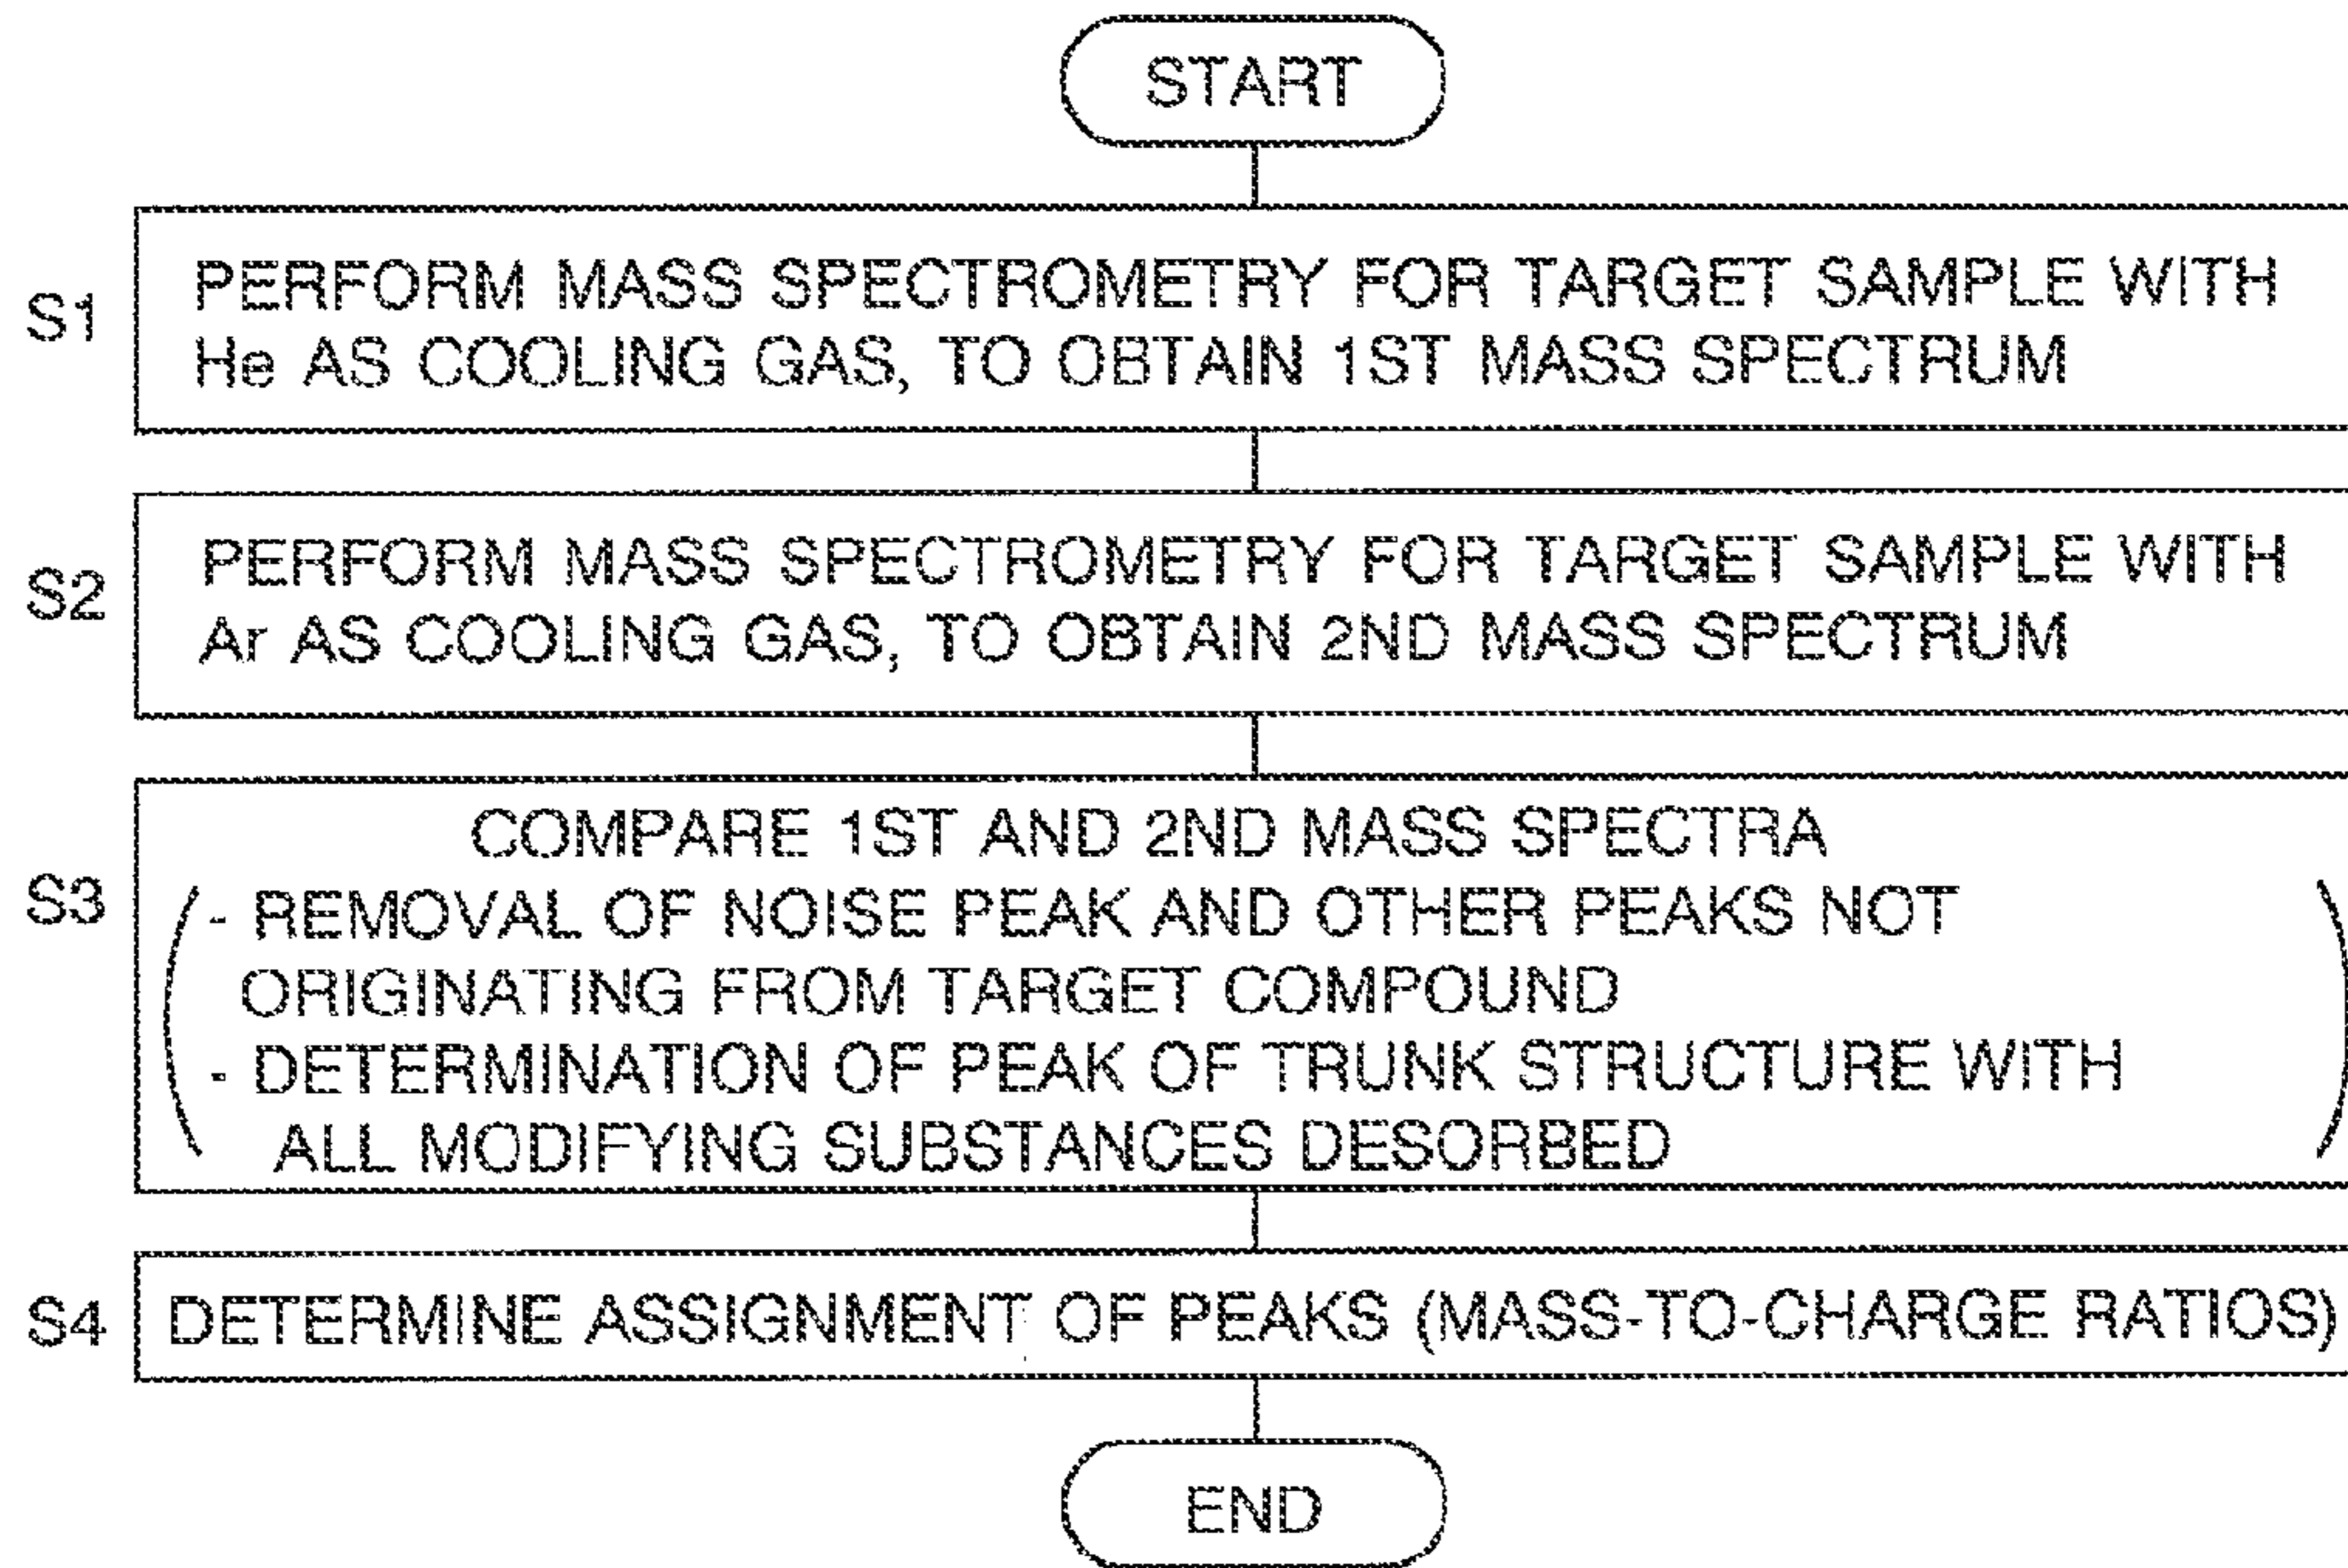 START
S1
PERFORM MASS SPECTROMETRY FOR TARGET SAMPLE WITH
He AS COOLING GAS, TO OBTAIN 1ST MASS SPECTRUM
S2
PERFORM MASS SPECTROMETRY FOR TARGET SAMPLE WITH
Ar AS COOLING GAS, TO OBTAIN 2ND MASS SPECTRUM
S3
COMPARE 1ST AND 2ND MASS SPECTRA
- REMOVAL OF NOISE PEAK AND OTHER PEAKS NOT
ORIGINATING FROM TARGET COMPOUND
- DETERMINATION OF PEAK OF TRUNK STRUCTURE WITH
ALL MODIFYING SUBSTANCES DESORBED
S4
DETERMINE ASSIGNMENT OF PEAKS (MASS-TO-CHARGE RATIOS)
END